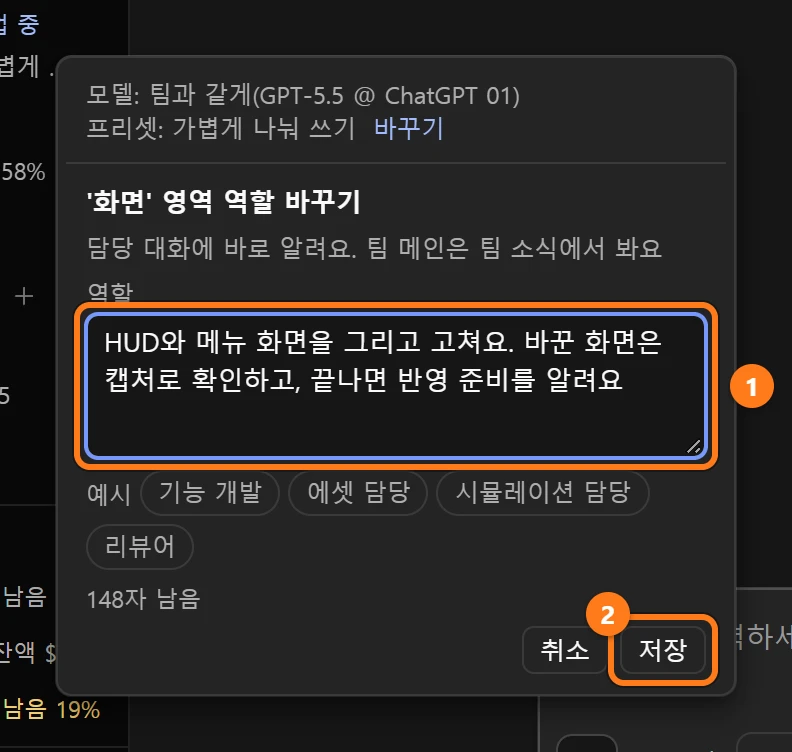 중
볍게 .
모델: 팀과 같게(GPT-5.5 @ ChatGPT 01)
프리셋: 가볍게 나눠 쓰기 바꾸기
58%
'화면' 영역 역할 바꾸기
담당 대화에 바로 알려요. 팀 메인은 팀 소식에서 봐요
+
역할
HUD와 메뉴 화면을 그리고 고쳐요. 바꾼 화면은
캡처로 확인하고, 끝나면 반영 준비를 알려요
1
5
예시 기능 개발 에셋 담당 시뮬레이션 담당
리뷰어
남음
148자 남음
2
잔액 $
취소 저장
력하세
남음 19%